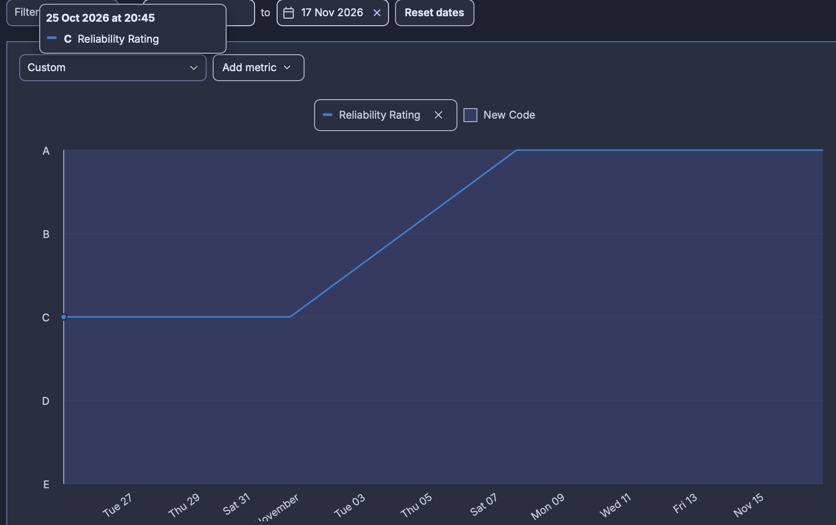 Filter
to
17 Nov 2026
Reset dates
25 Oct 2026 at 20:45
C Reliability Rating
Custom
Add metric
Reliability Rating
New Code
A
B
C
D
E
Tue 27
Thu 29
Sat 31
Tue 03
Thu 05
Sat 07
Mon 09
Wed 11
Fri 13
Nov 15